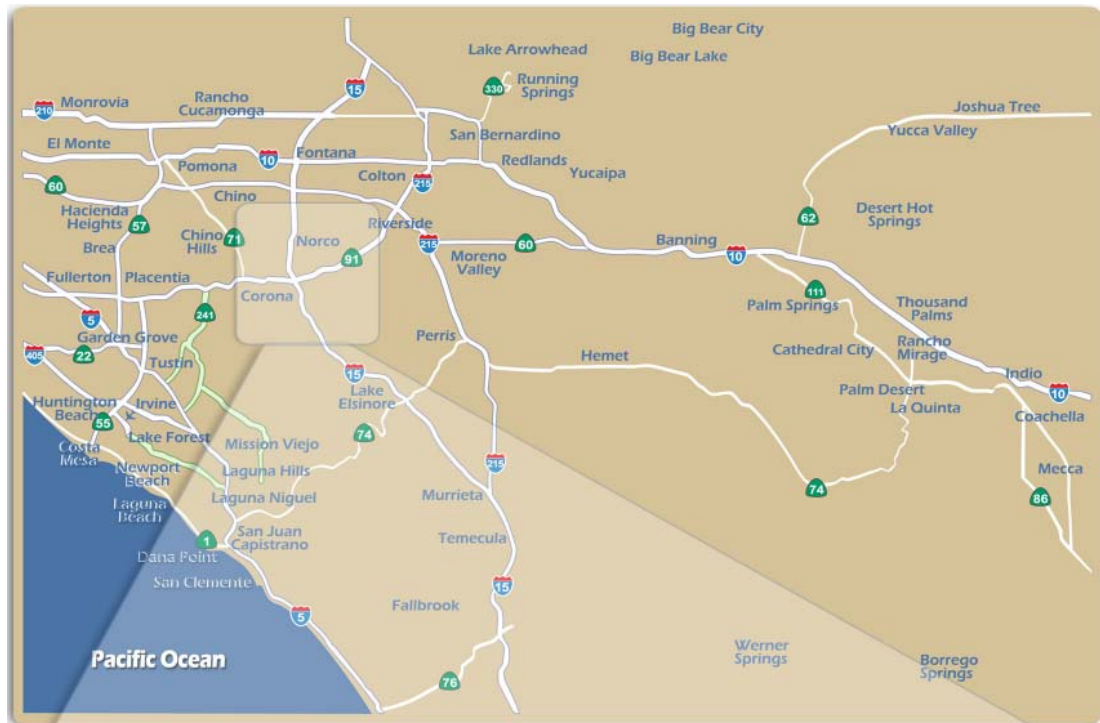 Big Bear City
Lake Arrowhead
Big Bear Lake
15
330
Running
Springs
210
Monrovia
Rancho
Cucamonga
Joshua Tree
Yucca Valley
San Bernardino
El Monte
10
Fontana
Redlands
Pomona
Colton
215
Yucaipa
60
Chino
Hacienda
Heights
57
Riverside
62
Desert Hot
Springs
Brea
Chino
Hills
71
Norco
91
215
60
Banning
10
Moreno
Valley
Fullerton
Placentia
Corona
111
Palm Springs
Thousand
Palms
5
241
405
22
Garden Grove
Perris
Hemet
Cathedral City
Rancho
Mirage
Tustin
15
Indio
10
Lake
Elsinore
Palm Desert
La Quinta
Coachella
Huntington
Beach
55
Irvine
Lake Forest
74
Costa
Mesa
Mission Viejo
Newport
Beach
Laguna Hills
215
Mecca
Laguna
Beach
Laguna Niguel
Murrieta
74
86
1
San Juan
Capistrano
Temecula
Dana Point
San Clemente
15
5
Fallbrook
Pacific Ocean
Werner
Springs
Borrego
Springs
76